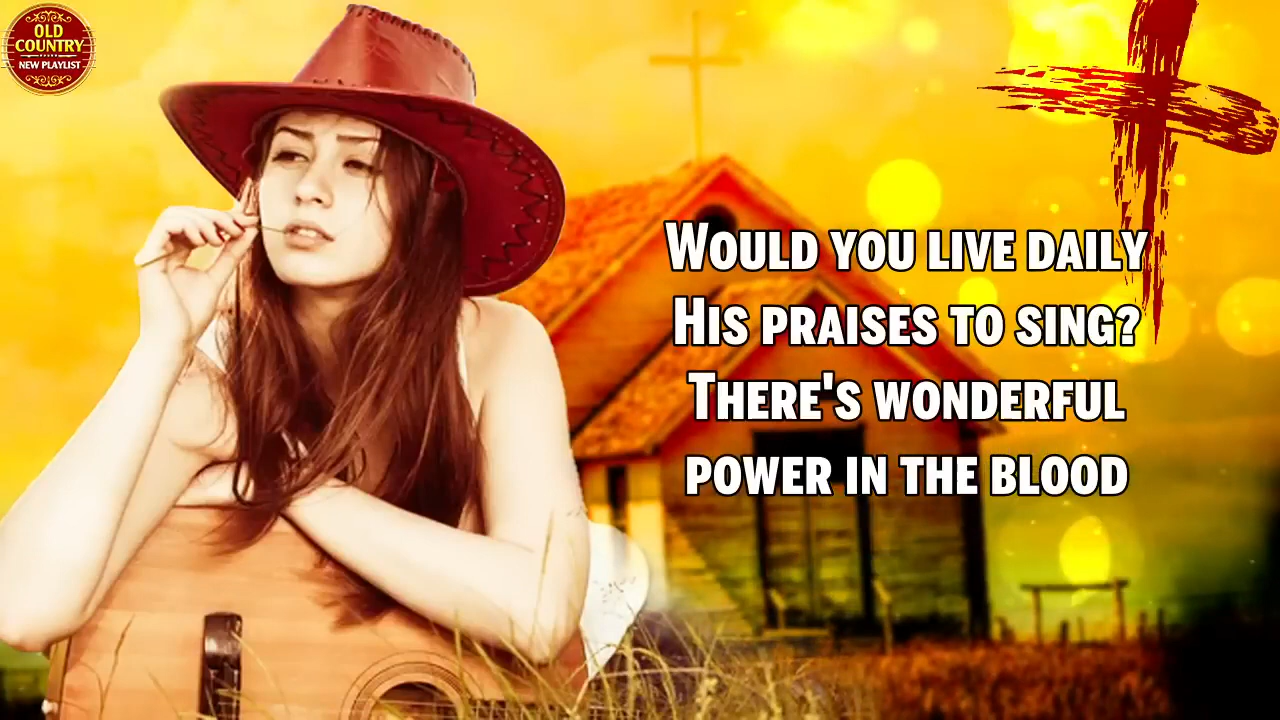 OLD
COUNTRY
NEW PLAYLIST
WOULD YOU LIVE DAILY
HIS PRAISES TO SING?
THERE'S WONDERFUL
POWER IN THE BLOOD